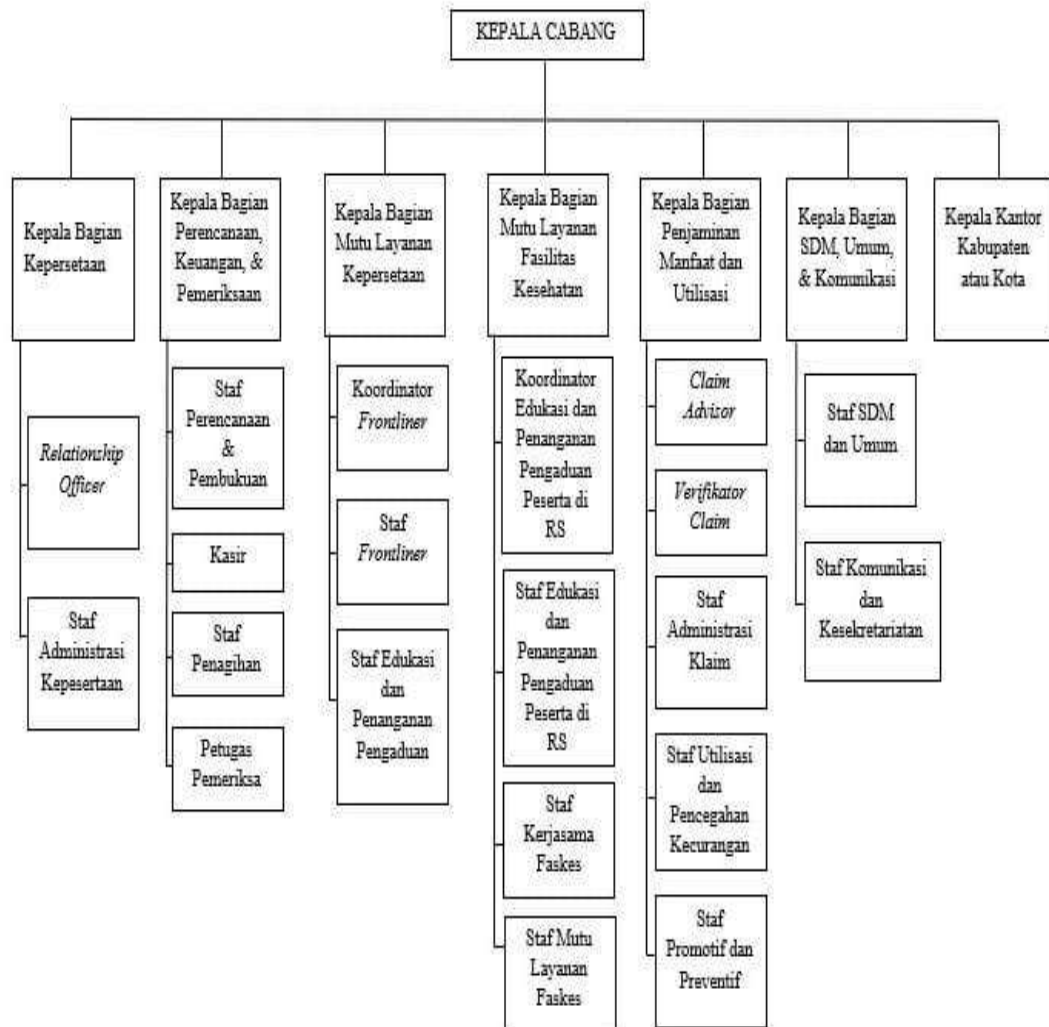 KEPALA CABANG
Kepala Bagian
Kepersetaan
Kepala Bagian
Perencanaan,
Keuangan, &
Pemeriksaan
Kepala Bagian
Mutu Layanan
Kepersetaan
Kepala Bagian
Mutu Layanan
Fasilitas
Kesehatan
Kepala Bagian
Penjaminan
Manfaat dan
Utilisasi
Kepala Bagian
SDM, Umum,
& Komunikasi
Kepala Kantor
Kabupaten
atau Kota
Relationship
Officer
Staf
Administrasi
Kepesertaan
Staf
Perencanaan
&
Pembukuan
Kasir
Staf
Penagihan
Petugas
Pemeriksa
Koordinator
Frontliner
Staf
Frontliner
Staf Edukasi
dan
Penanganan
Pengaduan
Koordinator
Edukasi dan
Penanganan
Pengaduan
Peserta di
RS
Staf Edukasi
dan
Penanganan
Pengaduan
Peserta di
RS
Staf
Kerjasama
Faskes
Staf Mutu
Layanan
Faskes
Claim
Advisor
Verifikator
Claim
Staf
Administrasi
Klaim
Staf Utilisasi
dan
Pencegahan
Kecurangan
Staf
Promotif dan
Preventif
Staf SDM
dan Umum
Staf Komunikasi
dan
Kesekretariatan